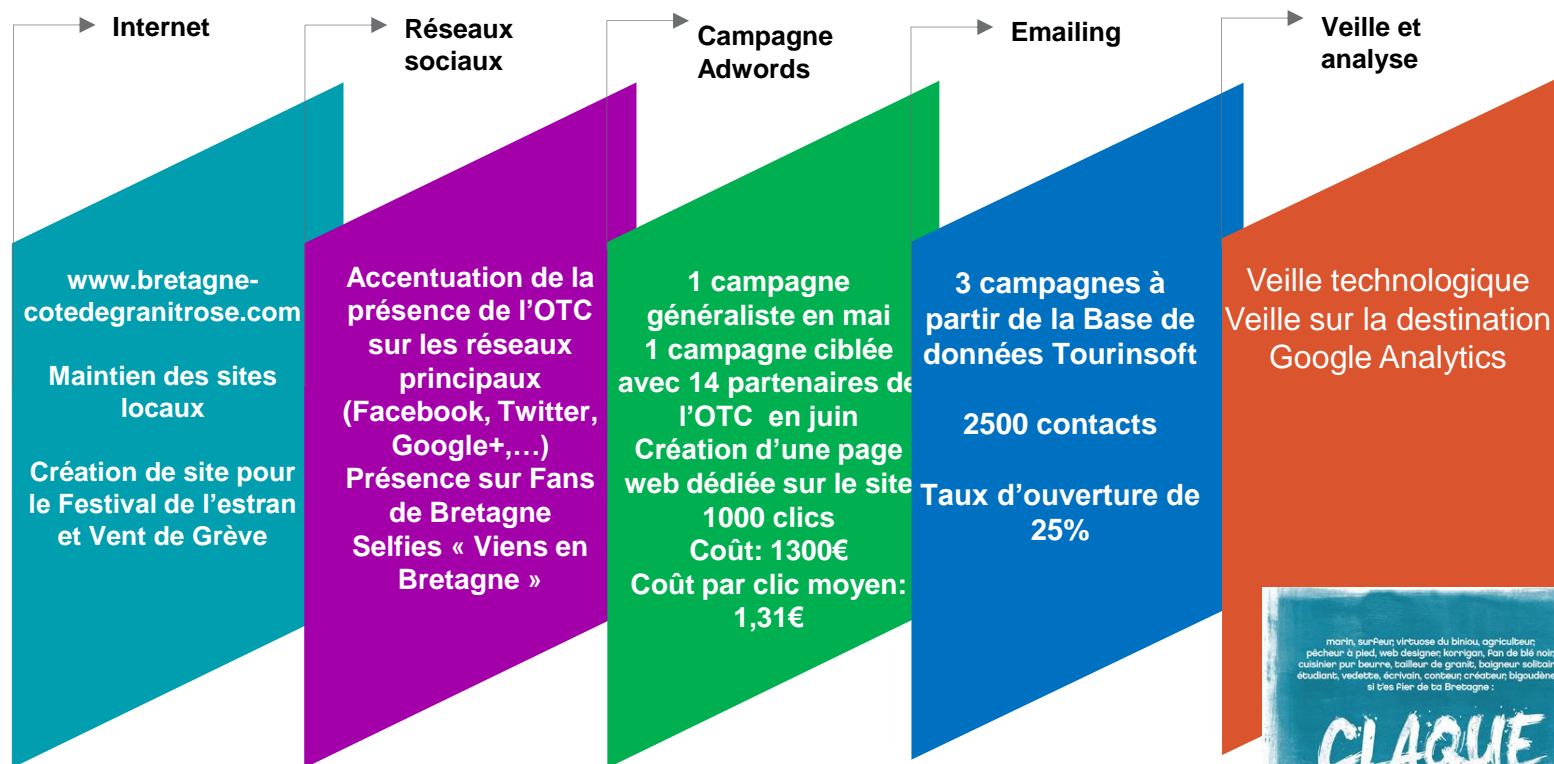 Internet
www.bretagne-
cotedegranitrose.com
Maintien des sites
locaux
Création de site pour
le Festival de l’estran
et Vent de Grève
Réseaux
sociaux
Accentuation de la
présence de l’OTC
sur les réseaux
principaux
(Facebook, Twitter,
Google+,…)
Présence sur Fans
de Bretagne
Selfies « Viens en
Bretagne »
Campagne
Adwords
1 campagne
généraliste en mai
1 campagne ciblée
avec 14 partenaires de
l’OTC en juin
Création d’une page
web dédiée sur le site
1000 clics
Coût: 1300€
Coût par clic moyen:
1,31€
Emailing
3 campagnes à
partir de la Base de
données Tourinsoft
2500 contacts
Taux d’ouverture de
25%
Veille et
analyse
Veille technologique
Veille sur la destination
Google Analytics
marin, surfeur, virtuose du biniou, agriculteur,
pêcheur à pied, web designer, korrigan, fan de blé noir,
cuisinier pur beurre, tailleur de granit, baigneur solitair
étudiant, vedette, écrivain, conteur, créateur, bigoudène
si t'es fier de ta Bretagne :
CLAQUE